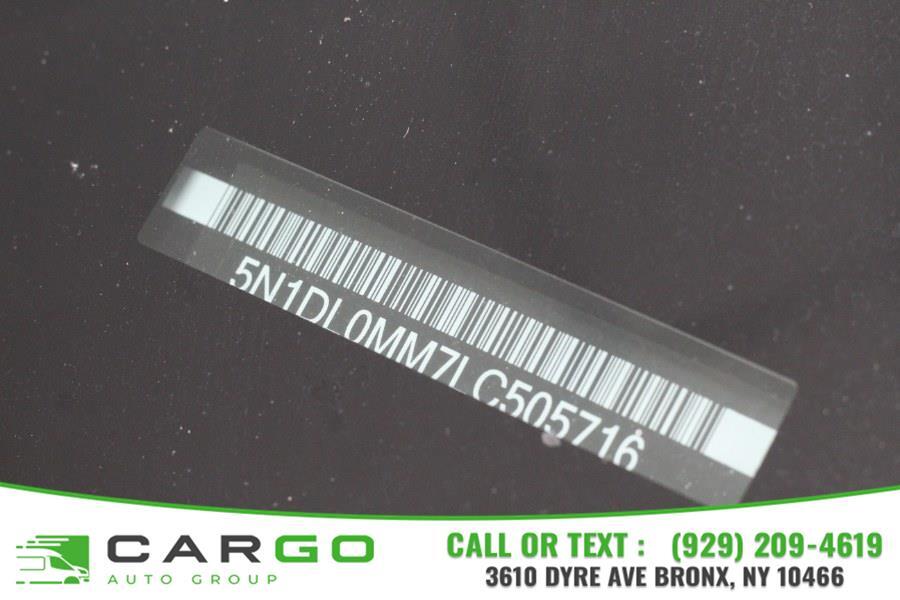 5N1DL0MM7LC505716
CARGO
AUTO GROUP
CALL OR TEXT : (929) 209-4619
3610 DYRE AVE BRONX, NY 10466